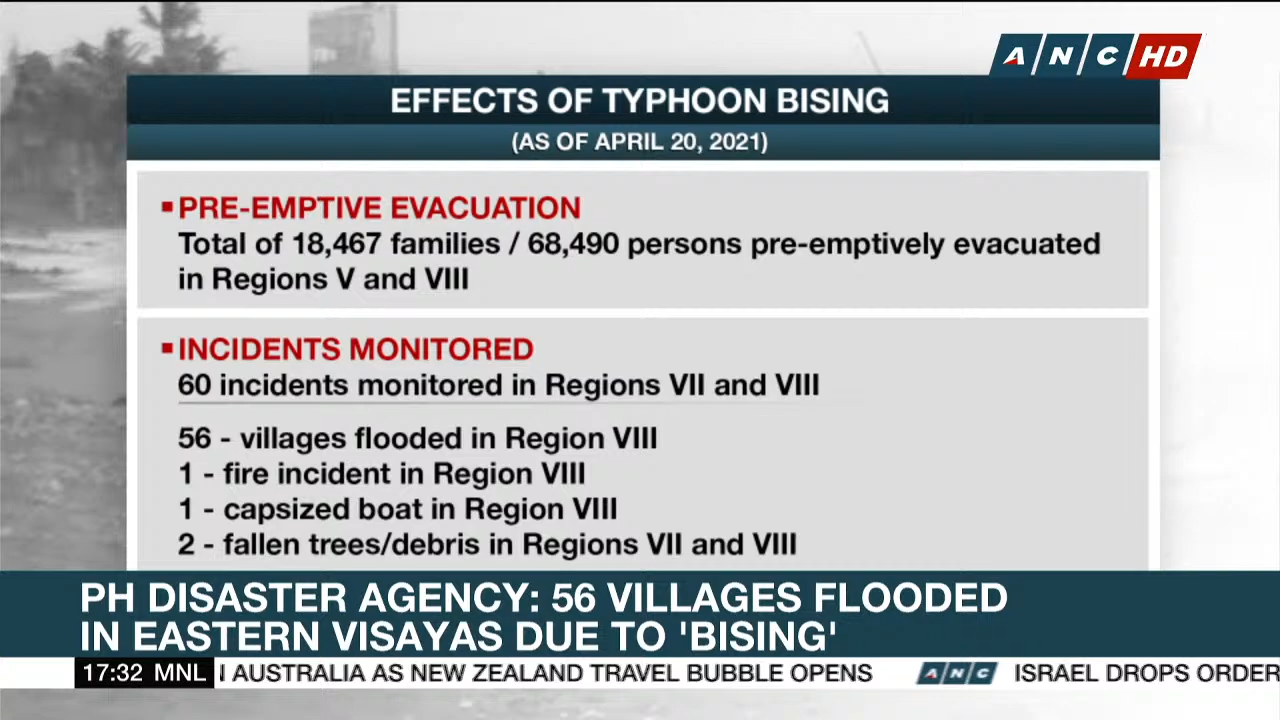 ANC HD
EFFECTS OF TYPHOON BISING
(AS OF APRIL 20, 2021)
▪PRE-EMPTIVE EVACUATION
Total of 18,467 families / 68,490 persons pre-emptively evacuated
in Regions V and VIII
▪INCIDENTS MONITORED
60 incidents monitored in Regions VII and VIII
56 - villages flooded in Region VIII
1 - fire incident in Region VIII
1 - capsized boat in Region VIII
2 - fallen trees/debris in Regions VII and VIII
PH DISASTER AGENCY: 56 VILLAGES FLOODED
IN EASTERN VISAYAS DUE TO 'BISING'
17:32 MNL AUSTRALIA AS NEW ZEALAND TRAVEL BUBBLE OPENS ANC ISRAEL DROPS ORDER